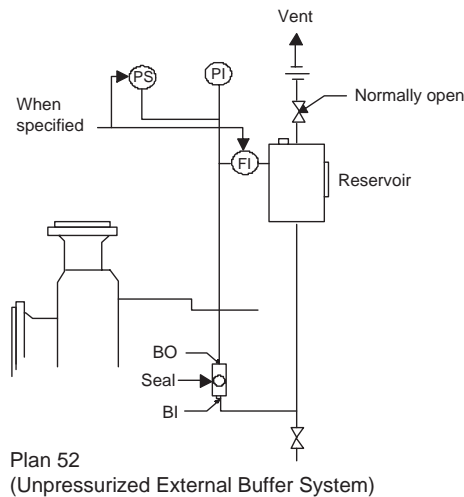 Vent
PS
PI
When
specified
Normally open
FI
Reservoir
BO
Seal
BI
Plan 52
(Unpressurized External Buffer System)